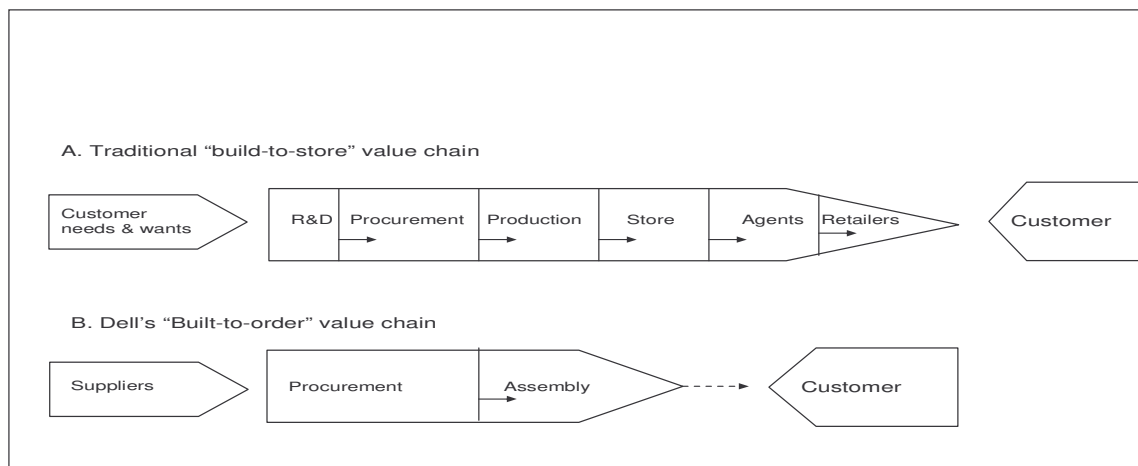 A. Traditional “build-to-store” value chain
Customer
needs & wants
R&D
Procurement
Production
Store
Agents
Retailers
Customer
B. Dell’s “Built-to-order” value chain
Suppliers
Procurement
Assembly
Customer